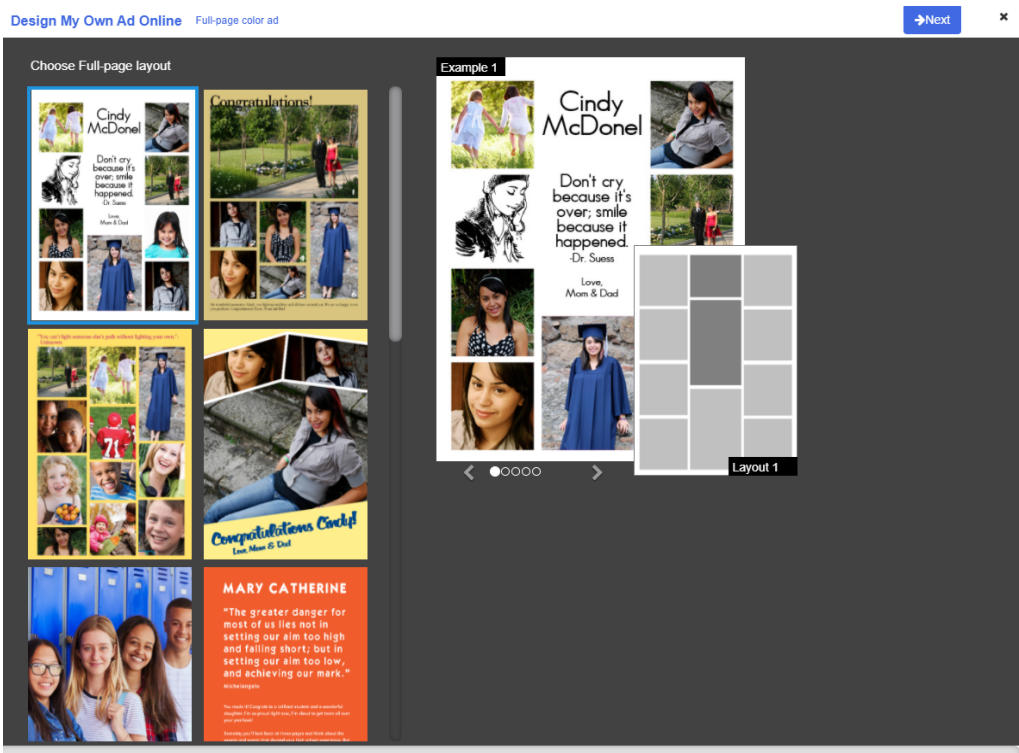 Design My Own Ad Online
Full-page color ad
Next
Choose Full-page layout
Cindy
McDonel
Don't cry
because it's
over; smile
because it
happened.
-Dr. Suess
Love,
Mom & Dad
Congratulations!
"You can't fight someone else's path without lighting your own."-
Unknown
71
Congratulations Cindy!
Love, Mom & Dad
MARY CATHERINE
"The greater danger for
most of us lies not in
setting our aim too high
and falling short; but in
setting our aim too low,
and achieving our mark."
Michelangelo
Example 1
Cindy
McDonel
Don't cry
because it's
over; smile
because it
happened.
-Dr. Suess
Love,
Mom & Dad
Layout 1